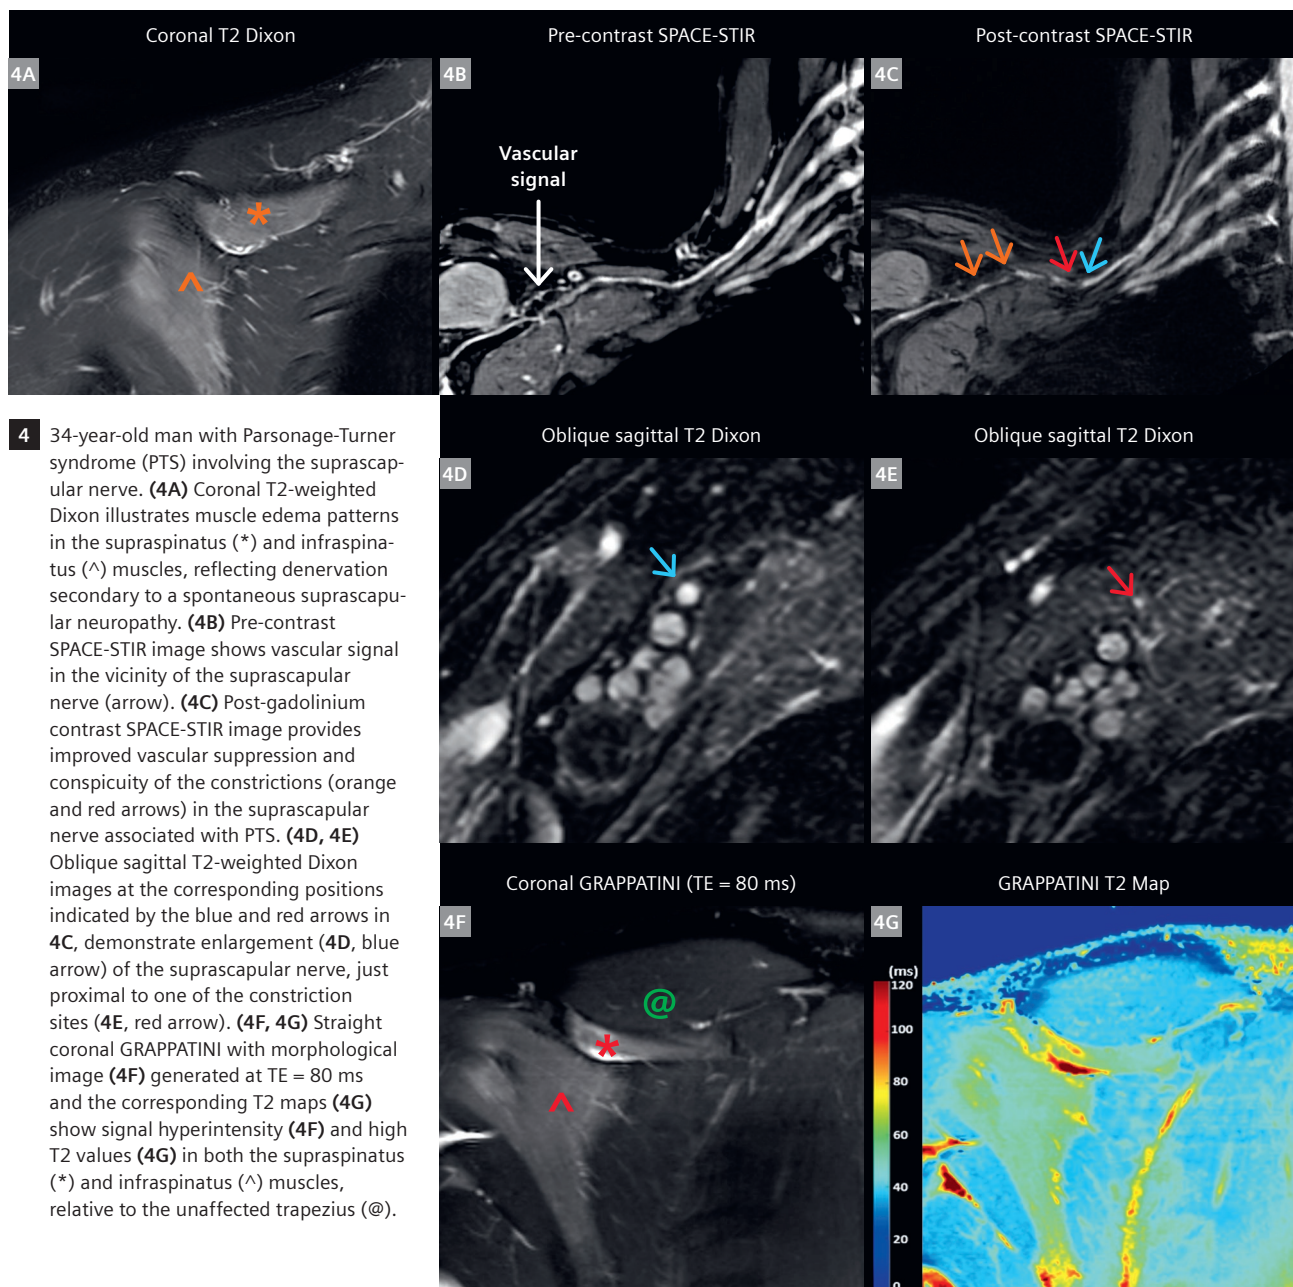 Coronal T2 Dixon
Pre-contrast SPACE-STIR
Post-contrast SPACE-STIR
4A
4B
4C
Vascular
signal
*
^
4 34-year-old man with Parsonage-Turner
syndrome (PTS) involving the suprascap-
ular nerve. (4A) Coronal T2-weighted
Dixon illustrates muscle edema patterns
in the supraspinatus (*) and infraspina-
tus (^) muscles, reflecting denervation
secondary to a spontaneous suprascapu-
lar neuropathy. (4B) Pre-contrast
SPACE-STIR image shows vascular signal
in the vicinity of the suprascapular
nerve (arrow). (4C) Post-gadolinium
contrast SPACE-STIR image provides
improved vascular suppression and
conspicuity of the constrictions (orange
and red arrows) in the suprascapular
nerve associated with PTS. (4D, 4E)
Oblique sagittal T2-weighted Dixon
images at the corresponding positions
indicated by the blue and red arrows in
4C, demonstrate enlargement (4D, blue
arrow) of the suprascapular nerve, just
proximal to one of the constriction
sites (4E, red arrow). (4F, 4G) Straight
coronal GRAPPATINI with morphological
image (4F) generated at TE = 80 ms
and the corresponding T2 maps (4G)
show signal hyperintensity (4F) and high
T2 values (4G) in both the supraspinatus
(*) and infraspinatus (^) muscles,
relative to the unaffected trapezius (@).
Oblique sagittal T2 Dixon
Oblique sagittal T2 Dixon
4D
4E
Coronal GRAPPATINI (TE = 80 ms)
GRAPPATINI T2 Map
4F
4G
@
*
^
(ms)
120
100
80
60
40
20
0